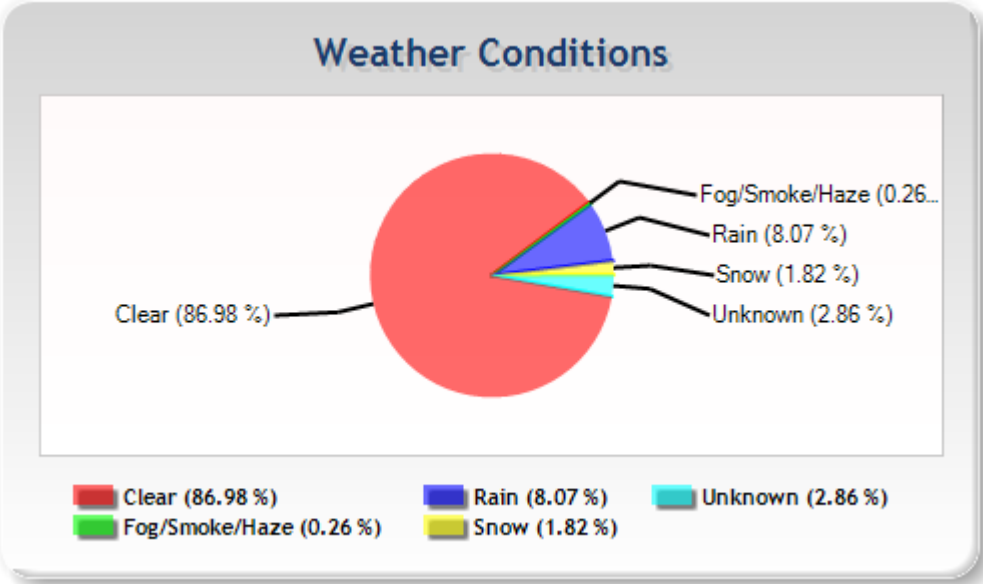 Weather Conditions
Fog/Smoke/Haze (0.26...
Rain (8.07 %)
Snow (1.82 %)
Clear (86.98 %)
Unknown (2.86 %)
Clear (86.98 %) Rain (8.07 %) Unknown (2.86 %)
Fog/Smoke/Haze (0.26 %) Snow (1.82 %)